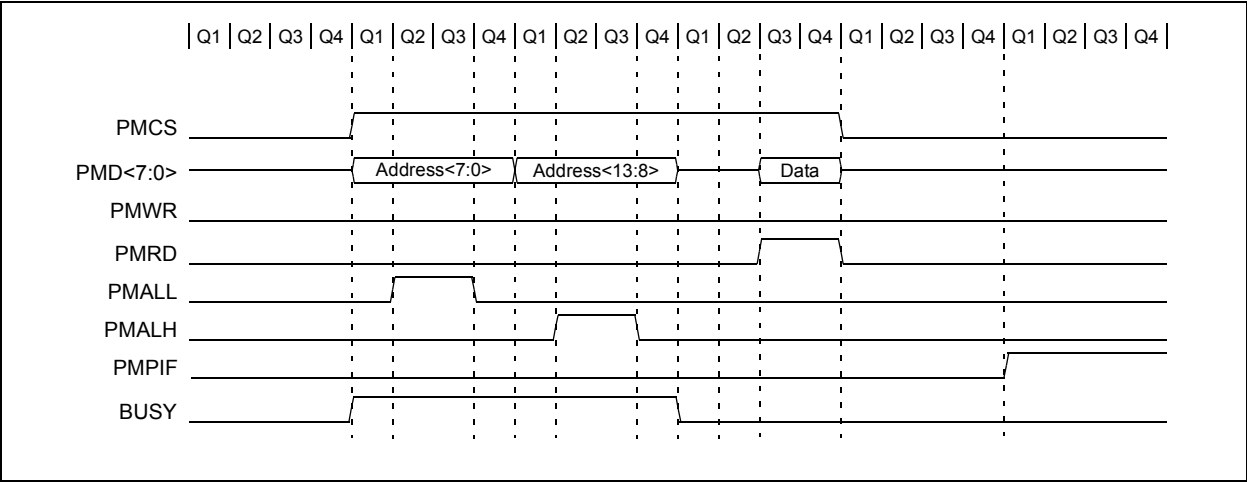 Q1 Q2 Q3 Q4 Q1 Q2 Q3 Q4 Q1 Q2 Q3 Q4 Q1 Q2 Q3 Q4 Q1 Q2 Q3 Q4 Q1 Q2 Q3 Q4
PMCS
PMD<7:0> Address<7:0> Address<13:8> Data
PMWR
PMRD
PMALL
PMALH
PMPIF
BUSY